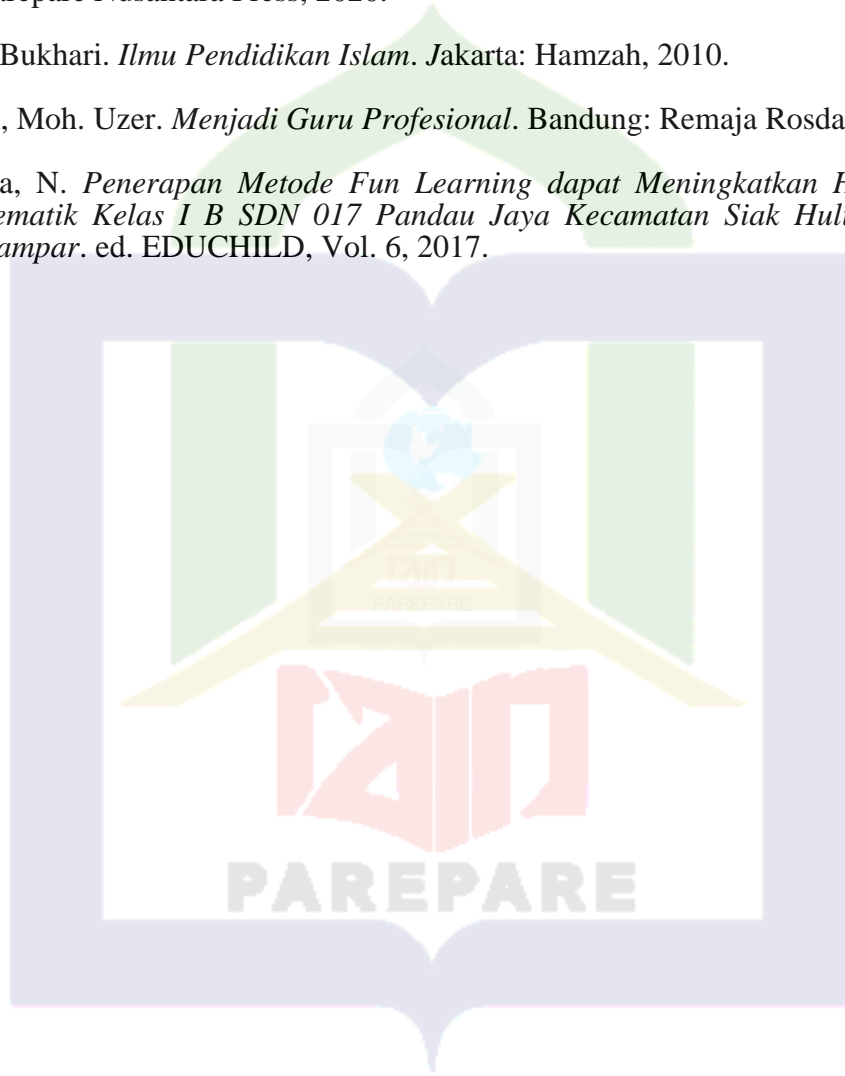 Nusantara Press,
Bukhari. Ilmu Pendidikan Islam. Jakarta: Hamzah, 2010.
, Moh. Uzer. Menjadi Guru Profesional. Bandung: Remaja Rosda
a, N. Penerapan Metode Fun Learning dapat Meningkatkan H
ematik Kelas I B SDN 017 Pandau Jaya Kecamatan Siak Hul
ampar. ed. EDUCHILD, Vol. 6, 2017.
IAIN
PAREPARE
IAIN
PAREPARE